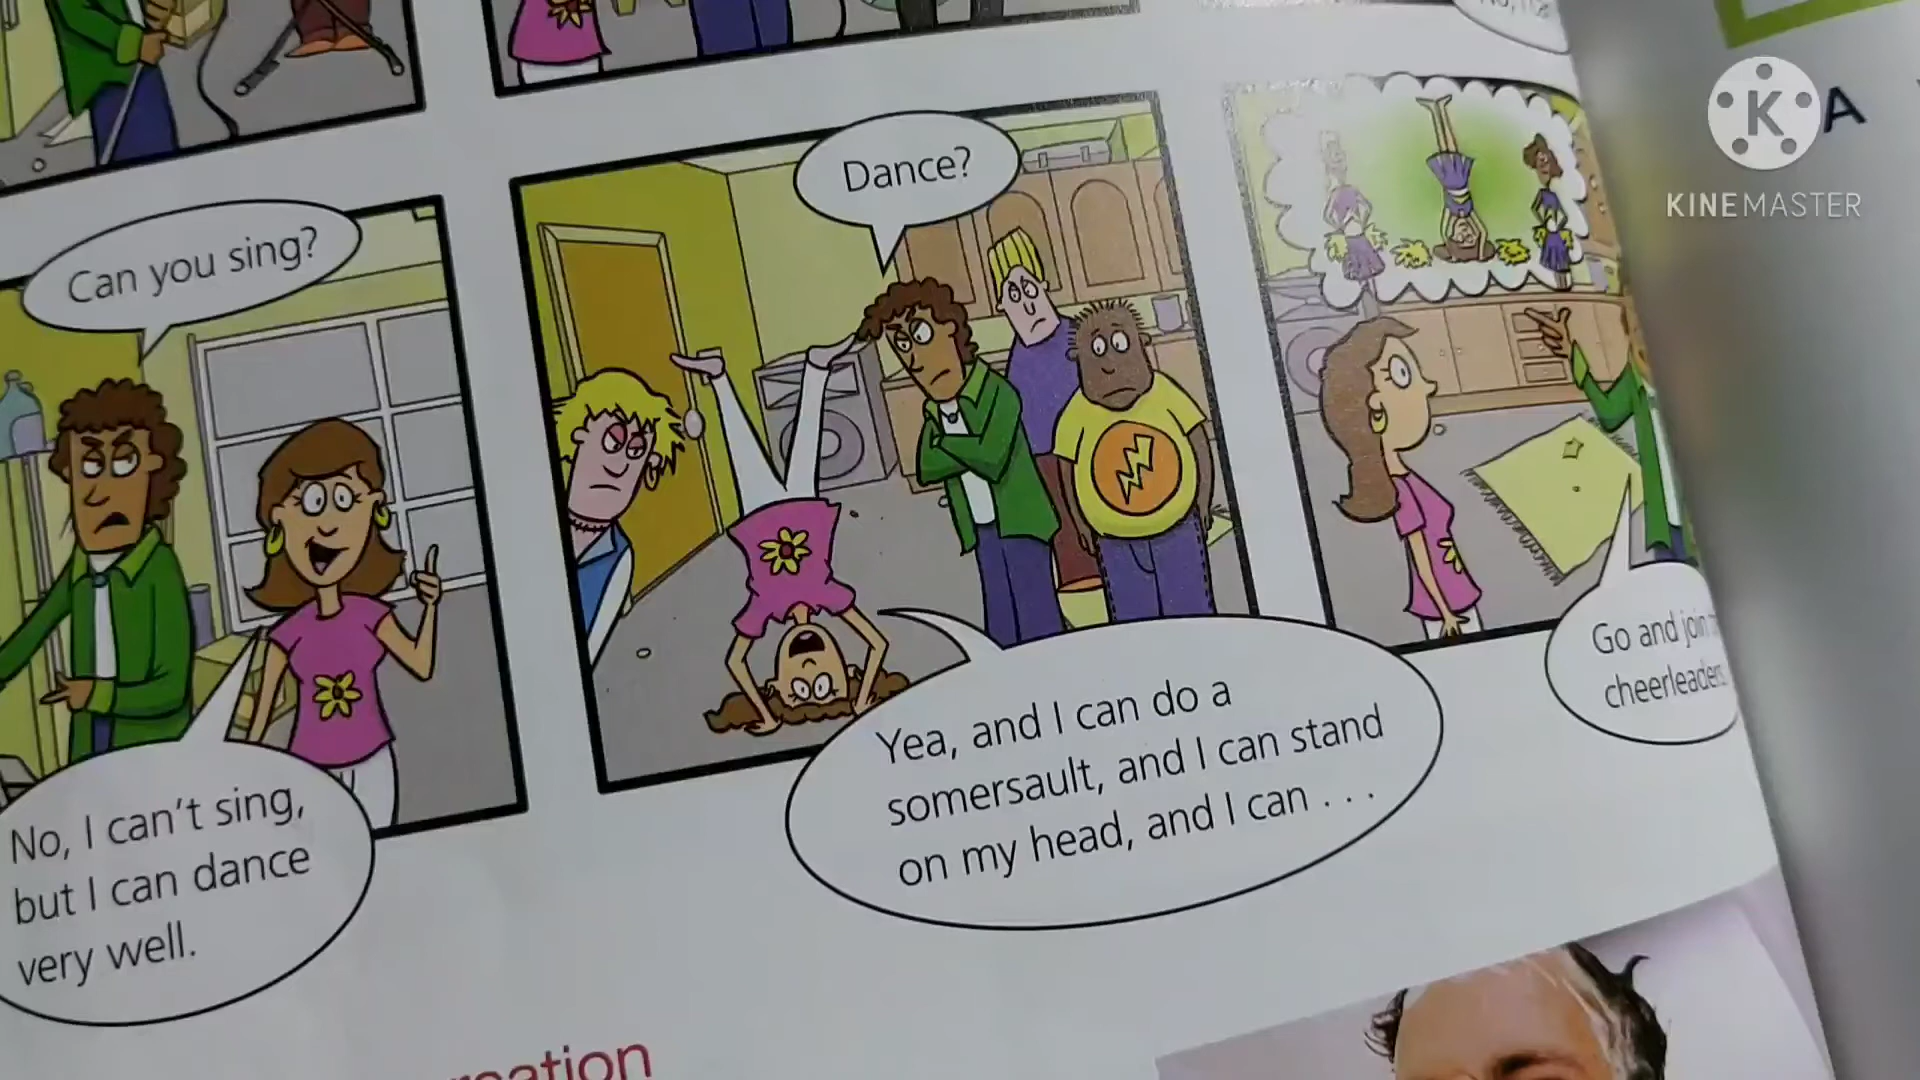 Can you sing?
No, I can't sing,
but I can dance
very well.
Dance?
Yea, and I can do a
somersault, and I can stand
on my head, and I can . . .
Go and join
cheerleaders
A
K
KINEMASTER